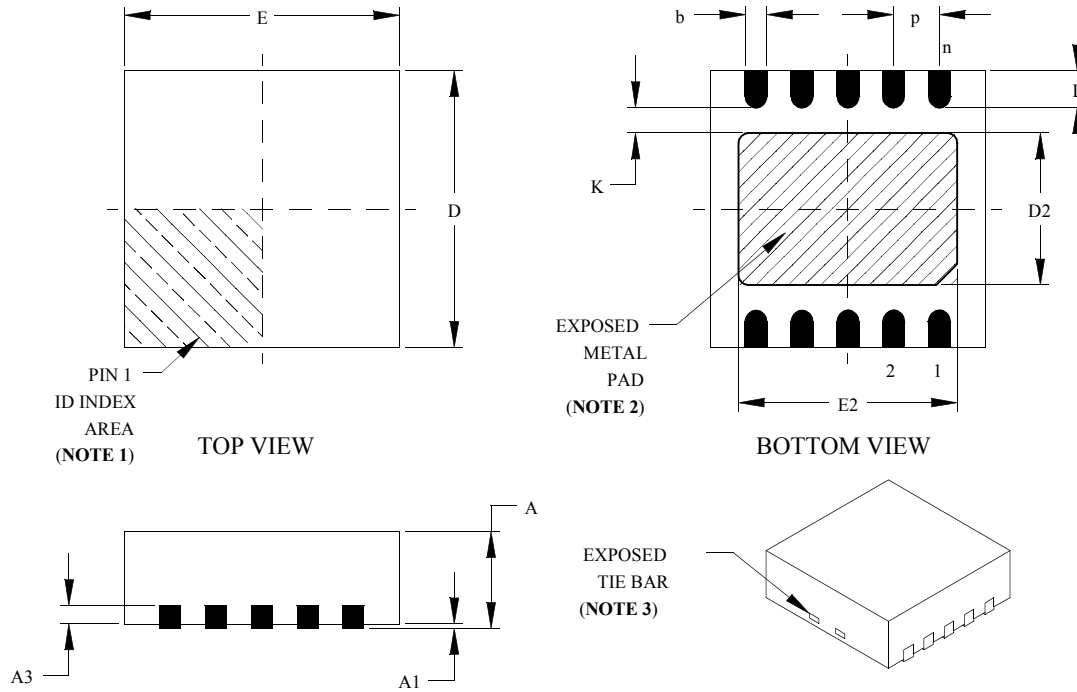 E
D
PIN 1
ID INDEX
AREA
(NOTE 1)
TOP VIEW
b
p
n
K
D2
EXPOSED
METAL
PAD
(NOTE 2)
2
1
E2
BOTTOM VIEW
A
A3
A1
EXPOSED
TIE BAR
(NOTE 3)